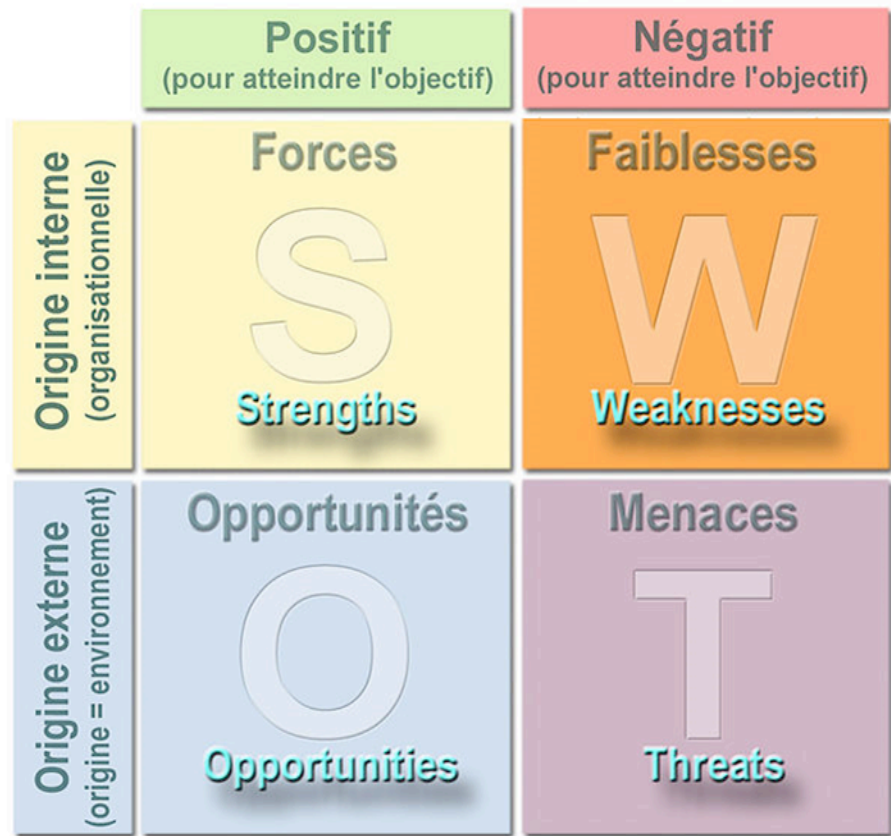 Positif
(pour atteindre l'objectif)
Négatif
(pour atteindre l'objectif)
Origine interne
(organisationnelle)
Forces
S
Strengths
Faiblesses
W
Weaknesses
Origine externe
(origine = environnement)
Opportunités
O
Opportunities
Menaces
T
Threats